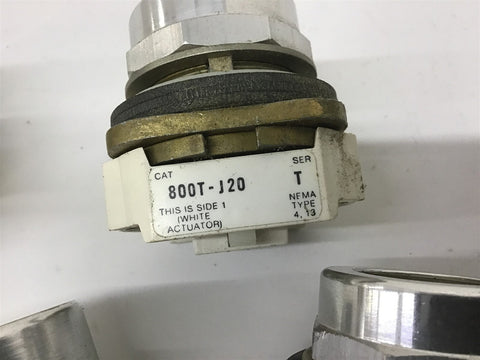 CAT SER
800T-J20 T
THIS IS SIDE 1 NEMA
(WHITE TYPE
ACTUATOR) 4, 13